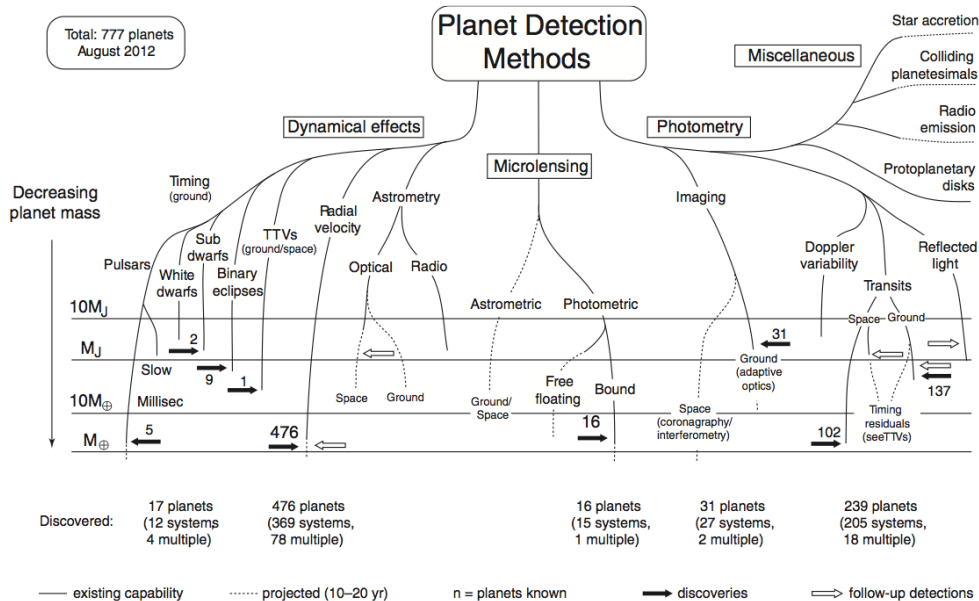 Total: 777 planets
August 2012
Planet Detection
Methods
Miscellaneous
Star accretion
Colliding
planetesimals
Radio
emission
Protoplanetary
disks
Dynamical effects
Microlensing
Photometry
Decreasing
planet mass
Timing
(ground)
Pulsars
White
dwarfs
Sub
dwarfs
Binary
eclipses
TTVs
(ground/space)
Radial
velocity
Astrometry
Optical
Radio
Astrometric
Photometric
Imaging
Doppler
variability
Transits
Reflected
light
Space
Ground
10MJ
MJ
10M⊕
M⊕
Slow
Millisec
2
9
1
5
476
Space
Ground
Ground/
Space
Free
floating
Bound
16
Space
(coronagraphy/
interferometry)
31
Ground
(adaptive
optics)
102
Timing
residuals
(seeTTVs)
137
Discovered:
17 planets
(12 systems,
4 multiple)
476 planets
(369 systems,
78 multiple)
16 planets
(15 systems,
1 multiple)
31 planets
(27 systems,
2 multiple)
239 planets
(205 systems,
18 multiple)
existing capability
projected (10–20 yr)
n = planets known
discoveries
follow-up detections